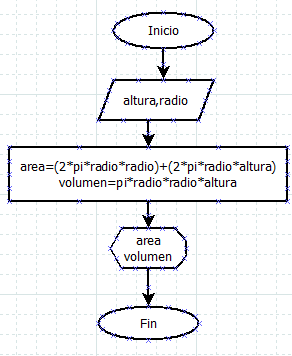 Inicio
altura,radio
area=(2*pi*radio*radio)+(2*pi*radio*altura)
volumen=pi*radio*radio*altura
area
volumen
Fin